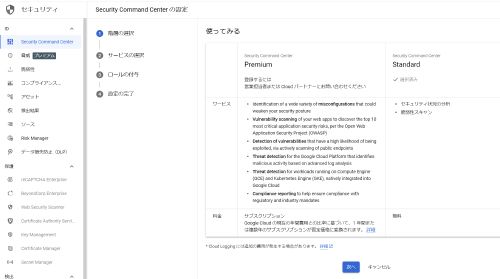 セキュリティ
Security Command Center の設定
ID
Security Command Center
脅威 プレミアム
脆弱性
コンプライアンス...
アセット
検出結果
ソース
Risk Manager
データ損失防止（DLP）
保護
reCAPTCHA Enterprise
BeyondCorp Enterprise
Web Security Scanner
Certificate Authority Servi...
Key Management
Certificate Manager
Secret Manager
検出
1 階層の選択
2 サービスの選択
3 ロールの付与
4 設定の完了
使ってみる
Security Command Center
Premium
登録するには
営業担当者または Cloud パートナーにお問い合わせください
Security Command Center
Standard
選択済み
サービス
Identification of a wide variety of misconfigurations that could
weaken your security posture
Vulnerability scanning of your web apps to discover the top 10
most critical application security risks, per the Open Web
Application Security Project (OWASP)
Detection of vulnerabilities that have a high likelihood of being
exploited, via actively scanning of public endpoints
Threat detection for the Google Cloud Platform that identifies
malicious activity based on advanced log analysis
Threat detection for workloads running on Compute Engine
(GCE) and Kubernetes Engine (GKE), natively integrated into
Google Cloud
Compliance reporting to help ensure compliance with
regulatory and industry mandates
セキュリティ状況の分析
脆弱性スキャン
料金
サブスクリプション
Google Cloud の現在の年間費用との比率に基づいて、1 年間または
複数年のサブスクリプションが固定価格に変換されます。 詳細
無料
* Cloud Logging には追加の費用が発生する場合があります。 詳細
次へ
キャンセル